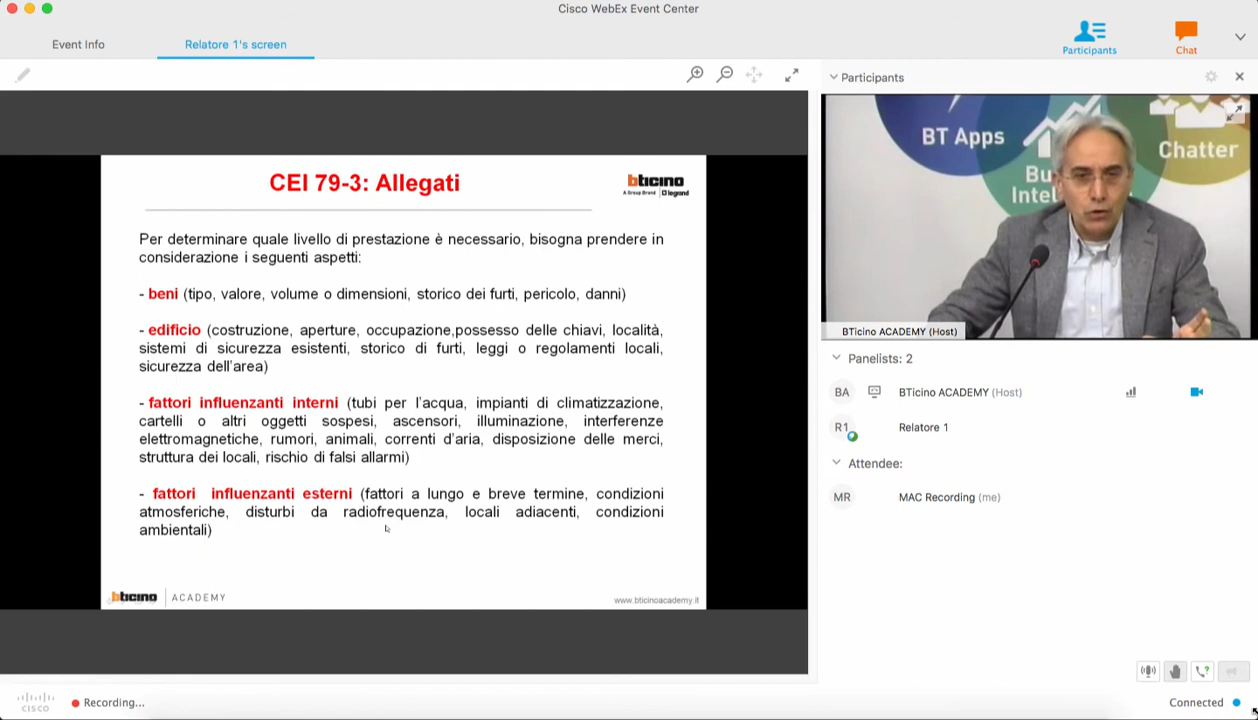 Cisco WebEx Event Center
Event Info
Relatore 1's screen
Participants
Chat
Participants
CEI 79-3: Allegati
bticino
A Group Brand legrand
Per determinare quale livello di prestazione è necessario, bisogna prendere in
considerazione i seguenti aspetti:
- beni (tipo, valore, volume o dimensioni, storico dei furti, pericolo, danni)
- edificio (costruzione, aperture, occupazione,possesso delle chiavi, località,
sistemi di sicurezza esistenti, storico di furti, leggi o regolamenti locali,
sicurezza dell'area)
- fattori influenzanti interni (tubi per l'acqua, impianti di climatizzazione,
cartelli o altri oggetti sospesi, ascensori, illuminazione, interferenze
elettromagnetiche, rumori, animali, correnti d'aria, disposizione delle merci,
struttura dei locali, rischio di falsi allarmi)
- fattori influenzanti esterni (fattori a lungo e breve termine, condizioni
atmosferiche, disturbi da radiofrequenza, locali adiacenti, condizioni
ambientali)
bticino ACADEMY
www.bticinoacademy.it
BT Apps
Chatter
Bu
Intel
BTicino ACADEMY (Host)
Panelists: 2
BA BTicino ACADEMY (Host)
R1 Relatore 1
Attendee:
MR MAC Recording (me)
CISCO
Recording...
Connected